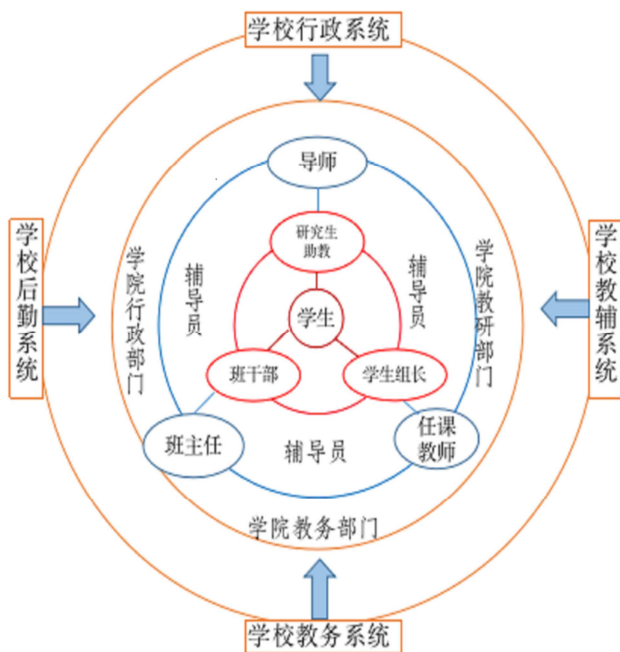 学校行政系统
导师
研究生
助教
学校后勤系统
学院行政部门
辅导员
学生
辅导员
学院教研部门
学校教辅系统
班干部
学生组长
班主任
辅导员
任课
教师
学院教务部门
学校教务系统